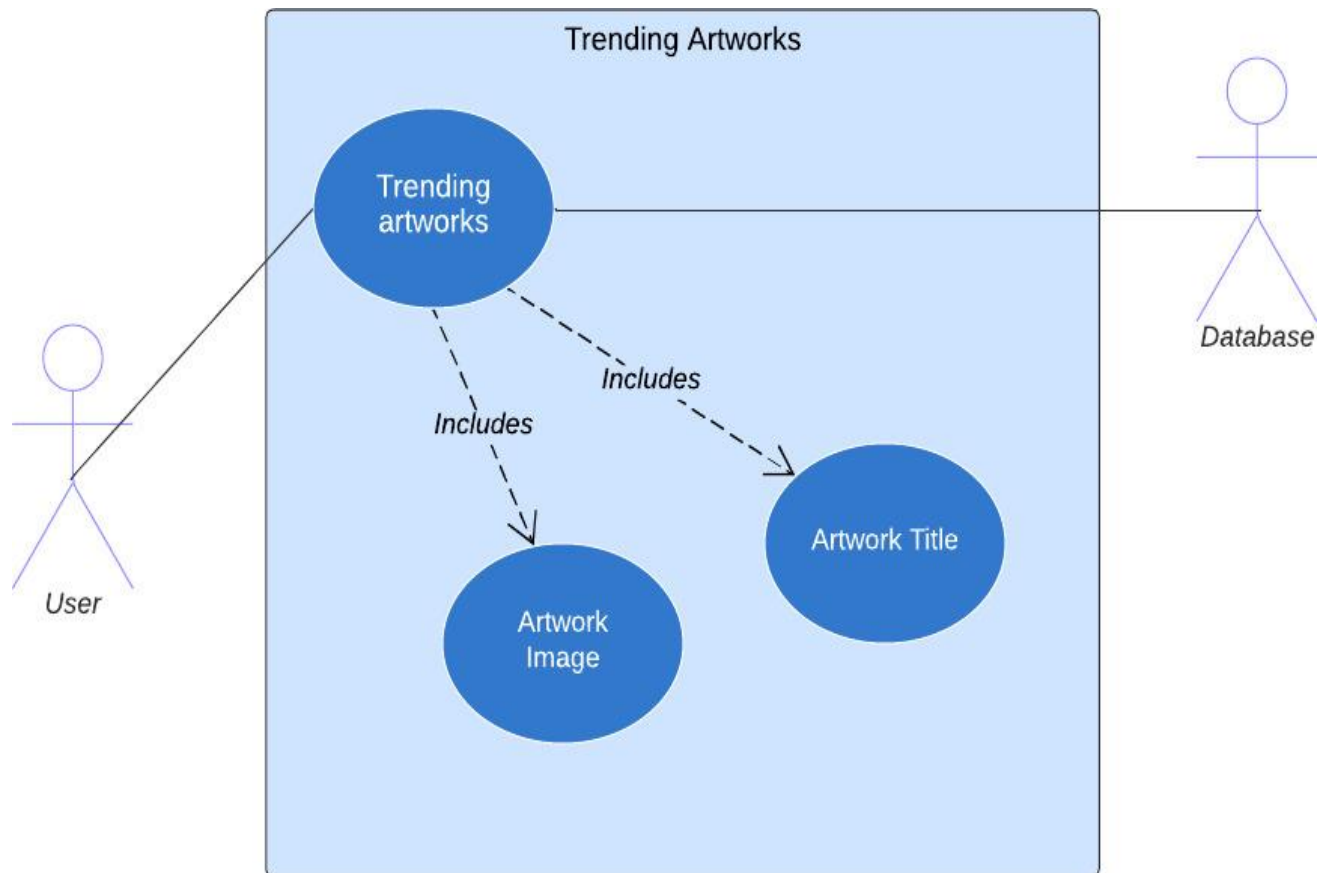 Trending Artworks
Trending
artworks
Database
Includes
Includes
Artwork Title
User
Artwork
Image